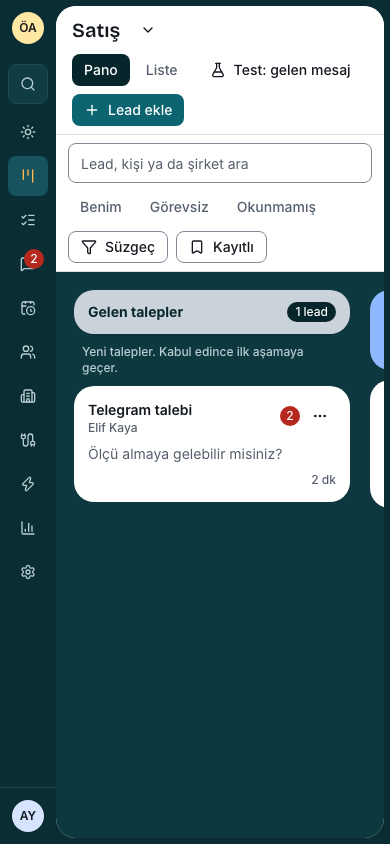 ÖA
Satış
Pano
Liste
Test: gelen mesaj
+ Lead ekle
Lead, kişi ya da şirket ara
Benim
Görevsiz
Okunmamış
2
Süzgeç
Kayıtlı
Gelen talepler
1 lead
Yeni talepler. Kabul edince ilk aşamaya
geçer.
Telegram talebi
2
Elif Kaya
Ölçü almaya gelebilir misiniz?
2 dk
AY